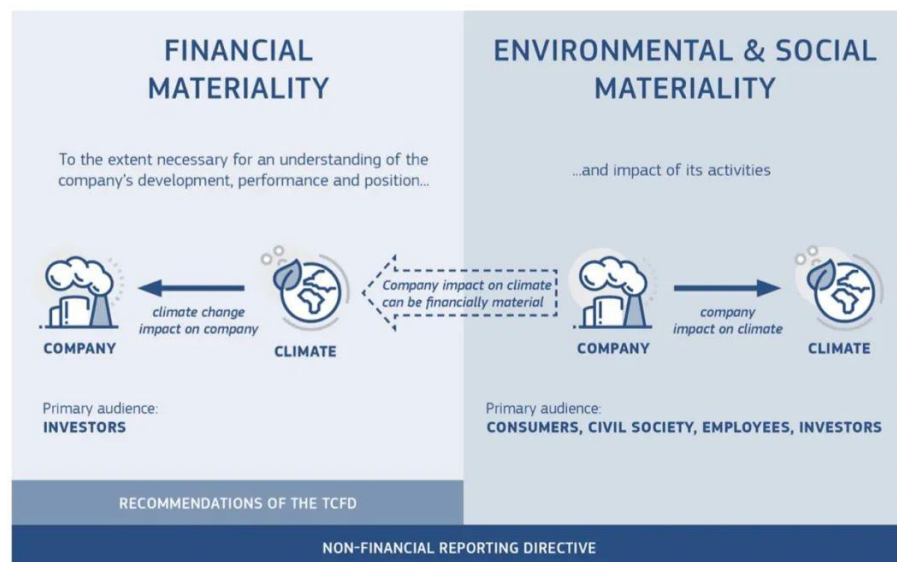 FINANCIAL
MATERIALITY
To the extent necessary for an understanding of the
company's development, performance and position...
COMPANY
climate change
impact on company
CLIMATE
Primary audience:
INVESTORS
RECOMMENDATIONS OF THE TCFD
Company impact on climate
can be financially material
ENVIRONMENTAL & SOCIAL
MATERIALITY
...and impact of its activities
COMPANY
company
impact on climate
CLIMATE
Primary audience:
CONSUMERS, CIVIL SOCIETY, EMPLOYEES, INVESTORS
NON-FINANCIAL REPORTING DIRECTIVE